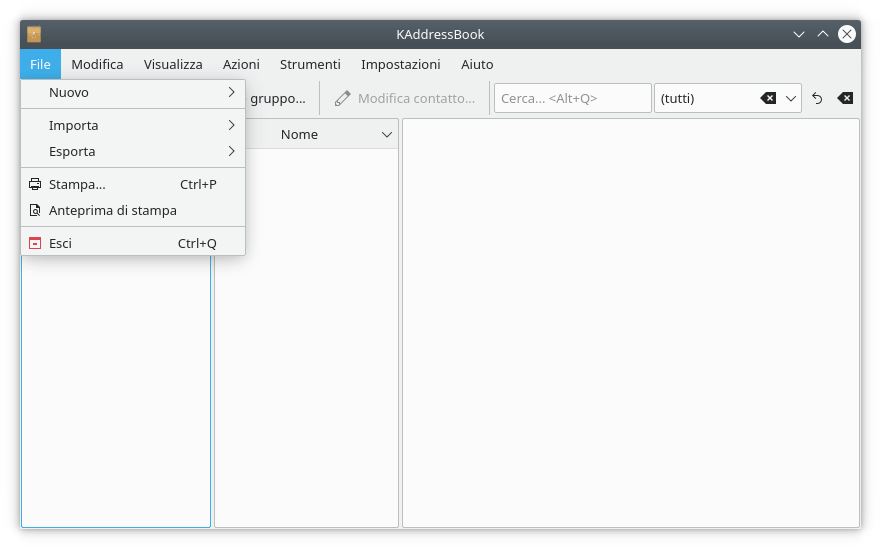 KAddressBook
File Modifica Visualizza Azioni Strumenti Impostazioni Aiuto
gruppo... Modifica contatto... Cerca... <Alt+Q> (tutti)
Nuovo
Importa
Esporta
Stampa... Ctrl+P
Anteprima di stampa
Esci Ctrl+Q
Nome